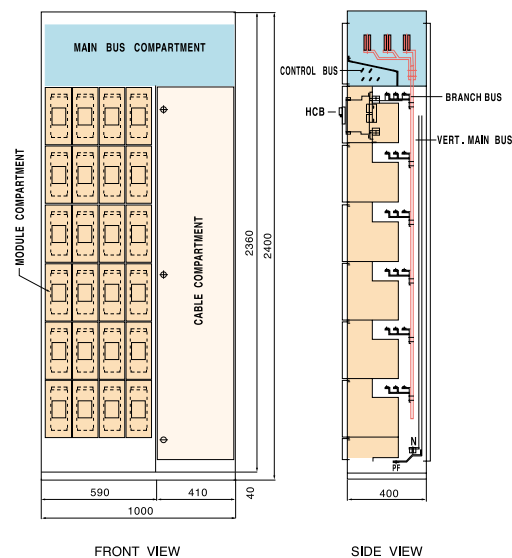 MAIN BUS COMPARTMENT
CONTROL BUS
BRANCH BUS
HCB
VERT. MAIN BUS
MODULE COMPARTMENT
CABLE COMPARTMENT
2360
2400
N
PF
590
410
40
400
1000
FRONT VIEW
SIDE VIEW